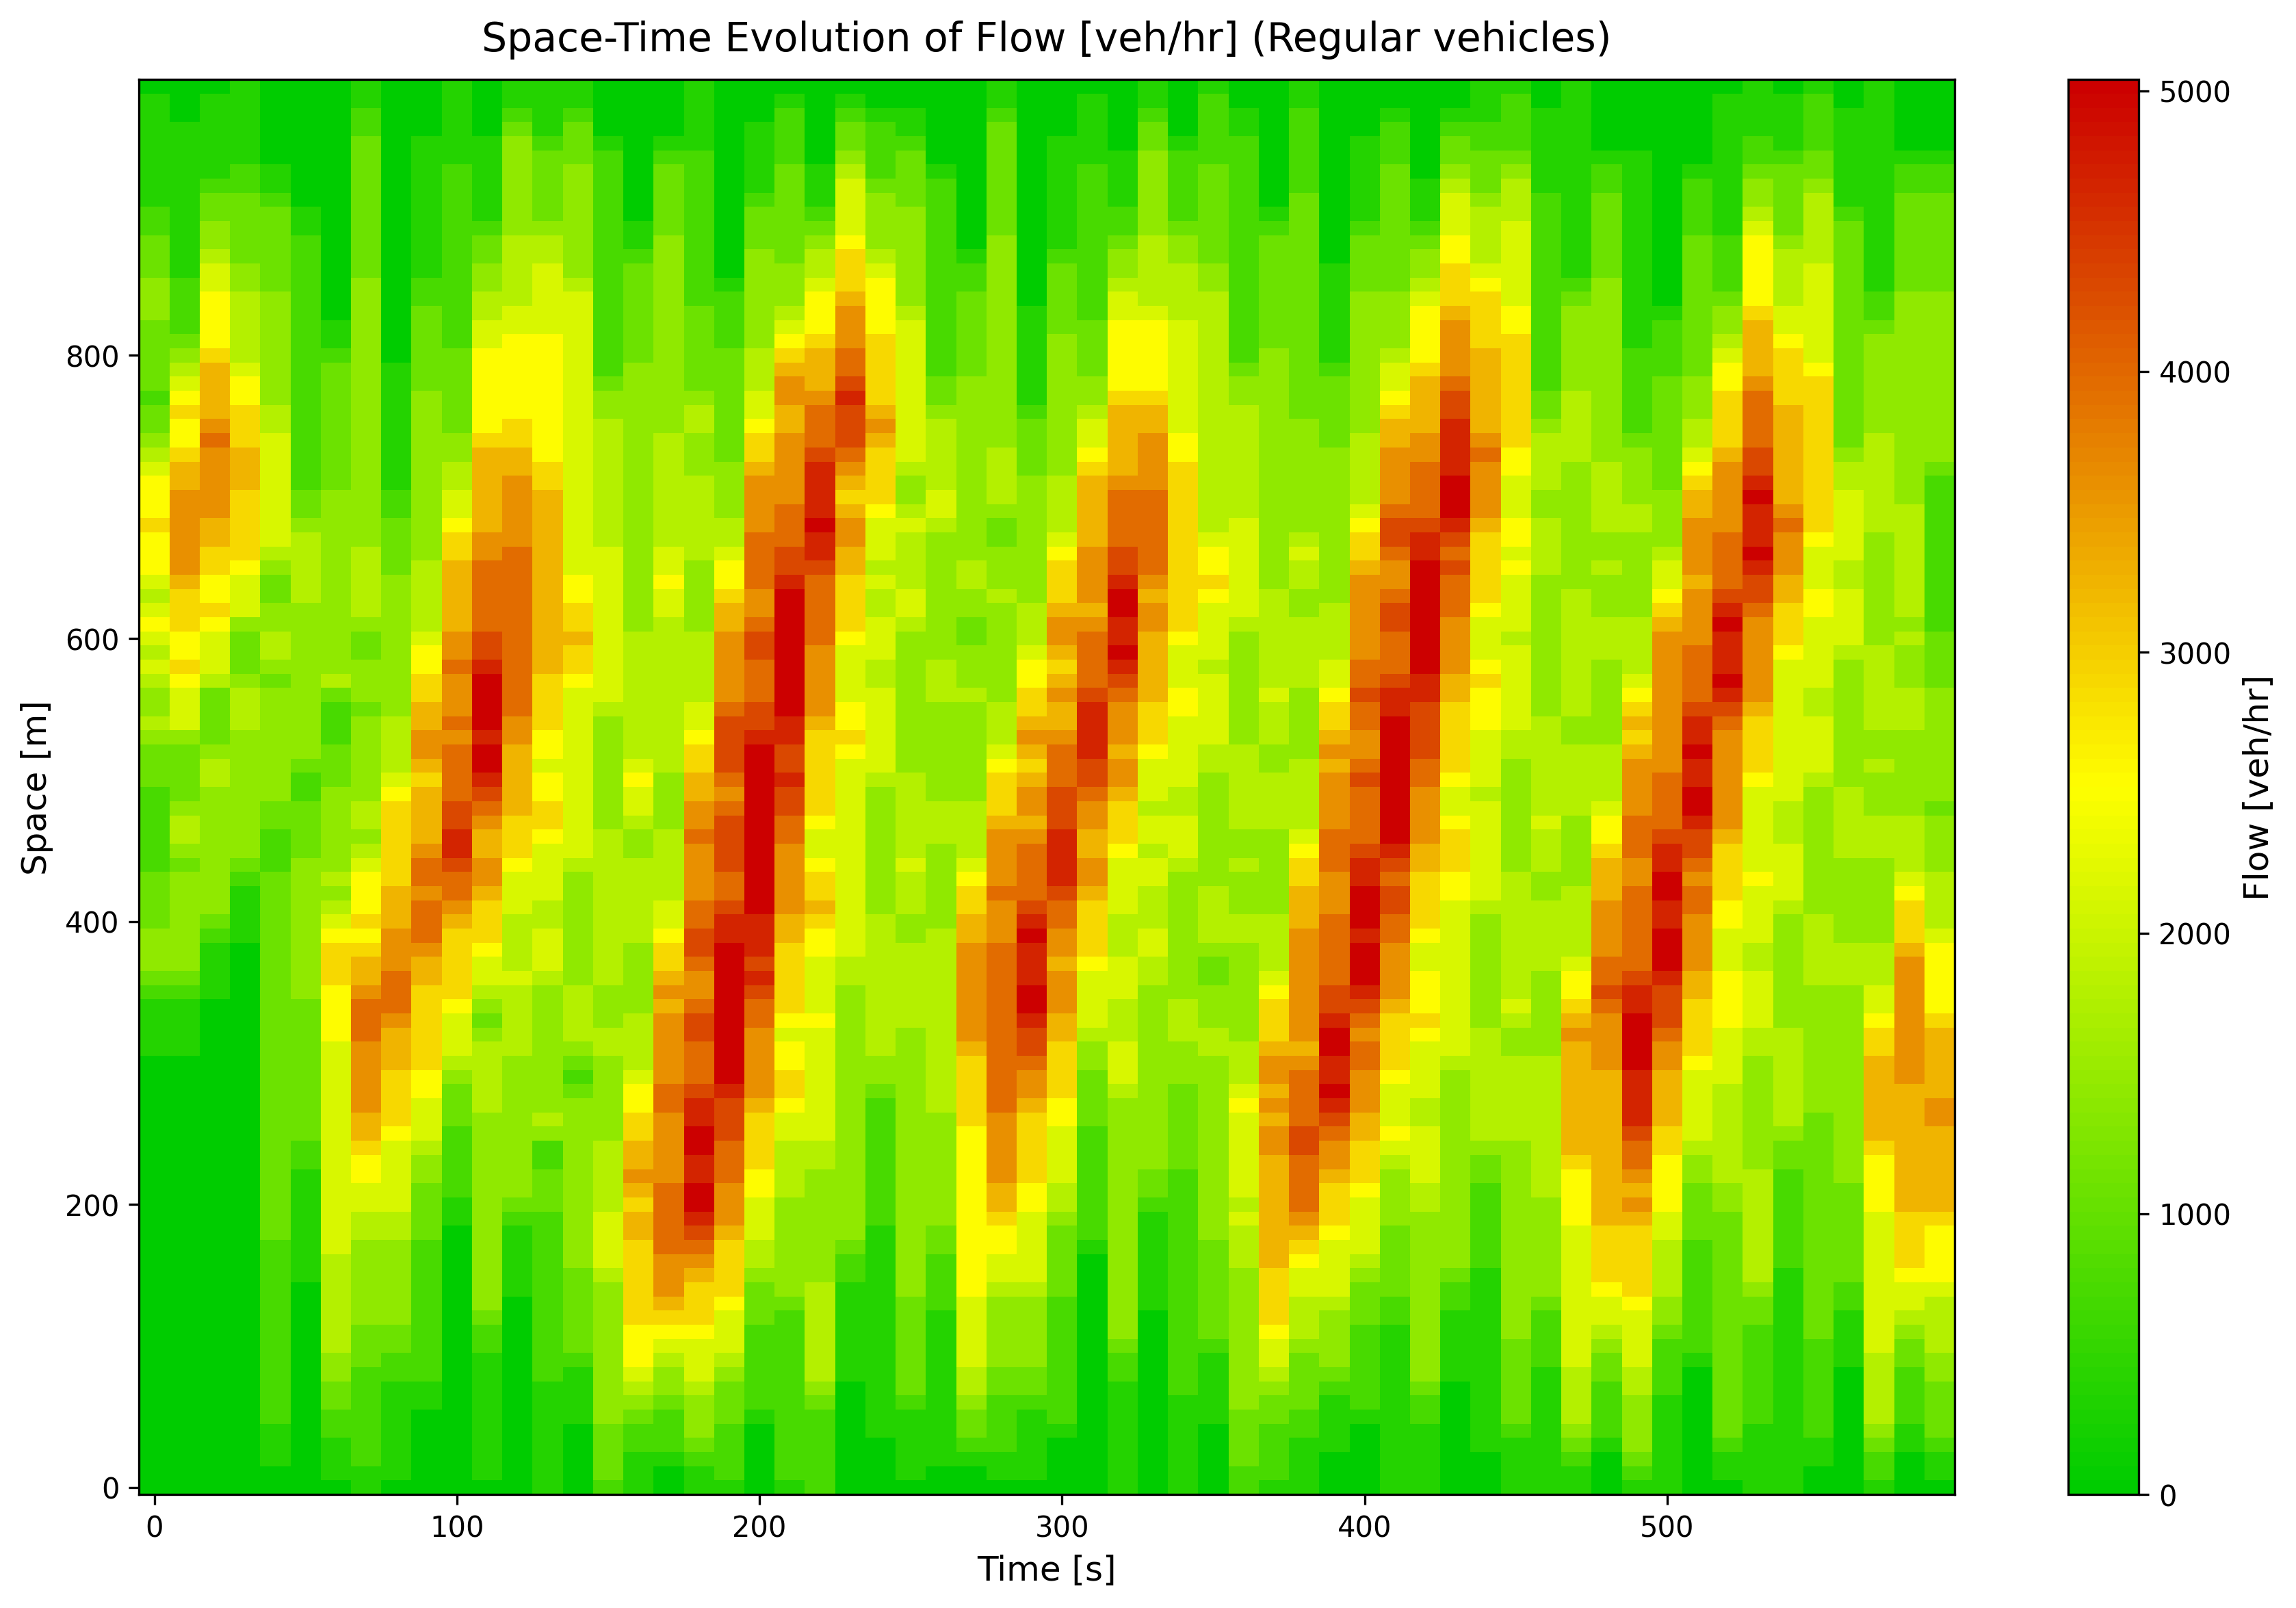 Space-Time Evolution of Flow [veh/hr] (Regular vehicles)
Space [m]
800
600
400
200
0
0 100 200 300 400 500
Time [s]
5000
4000
3000
2000
1000
0
Flow [veh/hr]